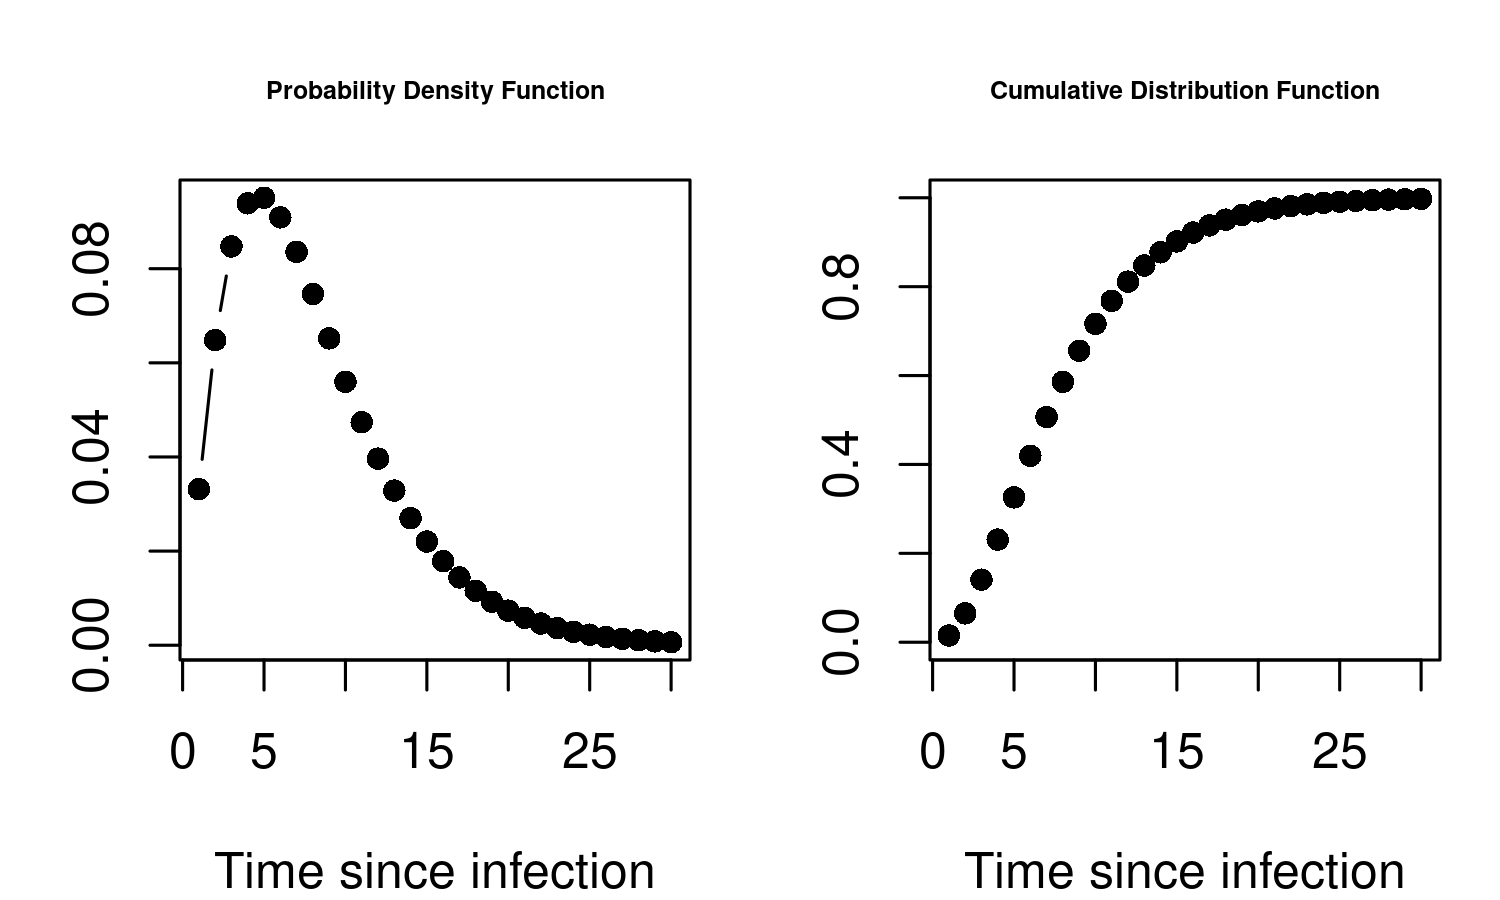 Probability Density Function
0.08
0.04
0.00
0 5 15 25
Time since infection
Cumulative Distribution Function
0.8
0.4
0.0
0 5 15 25
Time since infection